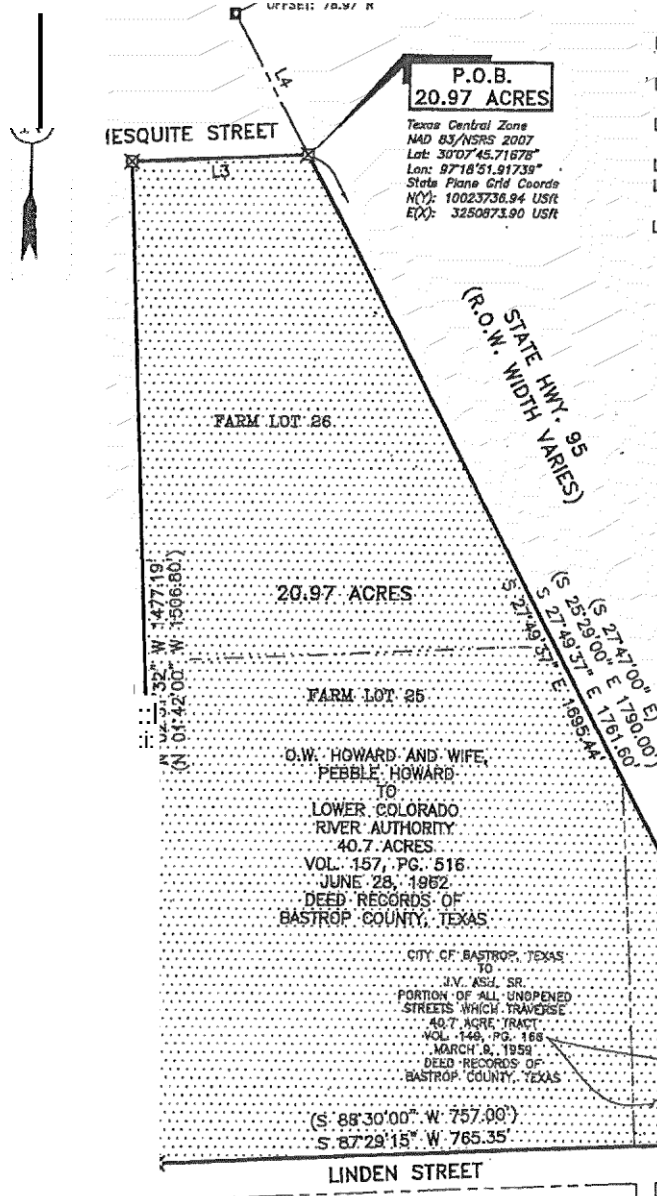 OFFSET: 78.97' R
L4
P.O.B.
20.97 ACRES
Texas Central Zone
NAD 83/NSRS 2007
Lat: 30°07'45.71678"
Lon: 97°18'51.91739"
State Plane Grid Coords
N(Y): 10023736.94 USft
E(X): 3250873.90 USft
MESQUITE STREET
L3
STATE HWY. 95
(R.O.W. WIDTH VARIES)
FARM LOT 26
20.97 ACRES
(S 27°47'00" E)
(S 25°29'00" E 1790.00')
S 27°49'37" E 1761.60'
S 27°49'37" E 1695.44'
W 1477.19'
(N 01°42'00" W 1506.80')
FARM LOT 25
O.W. HOWARD AND WIFE,
PEBBLE HOWARD
TO
LOWER COLORADO
RIVER AUTHORITY
40.7 ACRES
VOL. 157, PG. 516
JUNE 28, 1962
DEED RECORDS OF
BASTROP COUNTY, TEXAS
CITY OF BASTROP, TEXAS
TO
J.V. ASH, SR.
PORTION OF ALL UNOPENED
STREETS WHICH TRAVERSE
40.7 ACRE TRACT
VOL. 149, PG. 166
MARCH 9, 1959
DEED RECORDS OF
BASTROP COUNTY, TEXAS
(S 88°30'00" W 757.00')
S 87°29'15" W 765.35'
LINDEN STREET